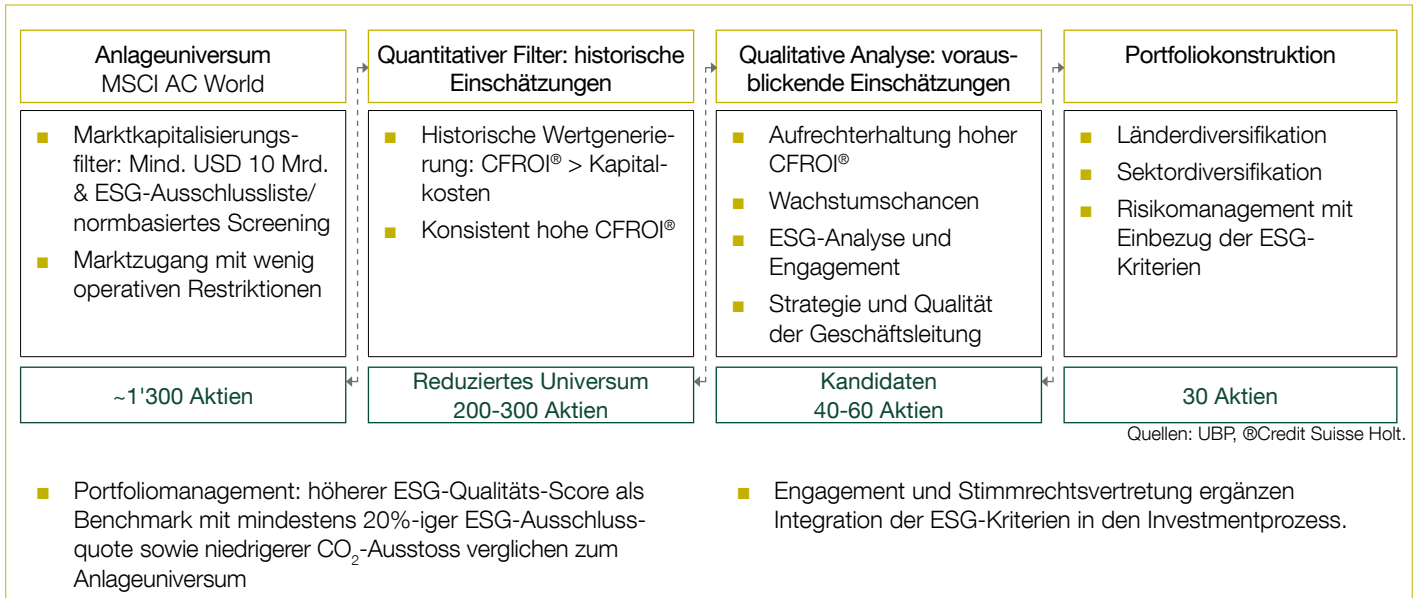 Anlageuniversum
MSCI AC World
Marktkapitalisierungs-
filter: Mind. USD 10 Mrd.
& ESG-Ausschlussliste/
normbasiertes Screening
Marktzugang mit wenig
operativen Restriktionen
~1'300 Aktien
Quantitativer Filter: historische
Einschätzungen
Historische Wertgenerie-
rung: CFROI® > Kapital-
kosten
Konsistent hohe CFROI®
Reduziertes Universum
200-300 Aktien
Qualitative Analyse: voraus-
blickende Einschätzungen
Aufrechterhaltung hoher
CFROI®
Wachstumschancen
ESG-Analyse und
Engagement
Strategie und Qualität
der Geschäftsleitung
Kandidaten
40-60 Aktien
Portfoliokonstruktion
Länderdiversifikation
Sektordiversifikation
Risikomanagement mit
Einbezug der ESG-
Kriterien
30 Aktien
Quellen: UBP, ®Credit Suisse Holt.
Portfoliomanagement: höherer ESG-Qualitäts-Score als
Benchmark mit mindestens 20%-iger ESG-Ausschluss-
quote sowie niedrigerer CO₂-Ausstoss verglichen zum
Anlageuniversum
Engagement und Stimmrechtsvertretung ergänzen
Integration der ESG-Kriterien in den Investmentprozess.